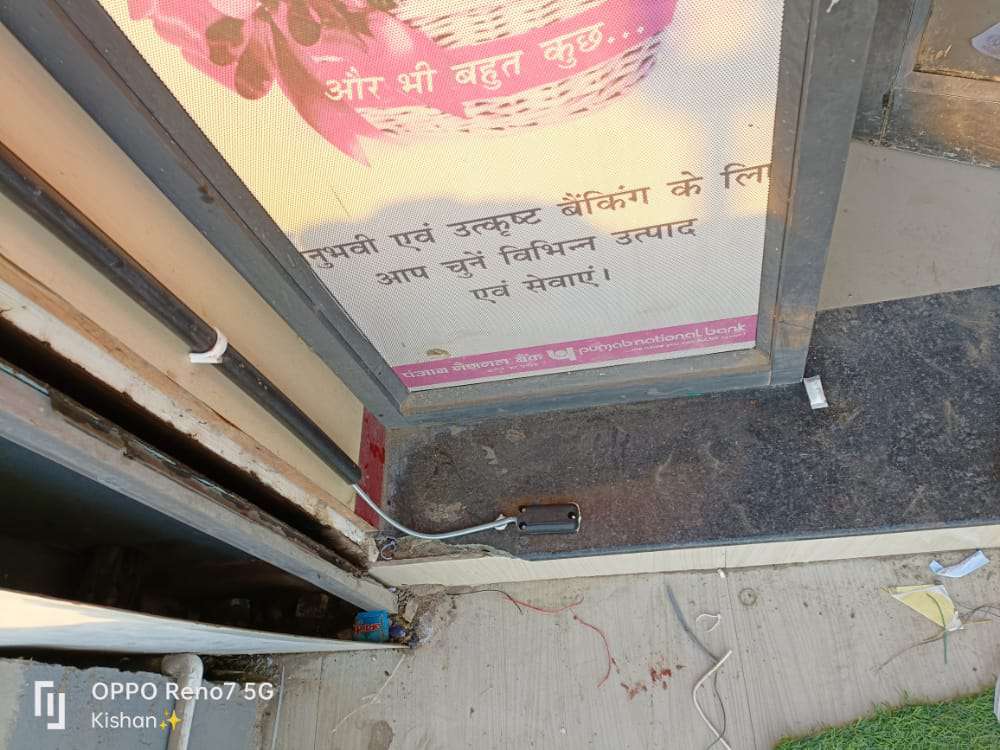 और भी बहुत कुछ...
नुभवी एवं उत्कृष्ट बैंकिंग के लिए
आप चुनें विभिन्न उत्पाद
एवं सेवाएं।
पंजाब नैशनल बैंक punjab national bank
OPPO Reno7 5G
Kishan✨